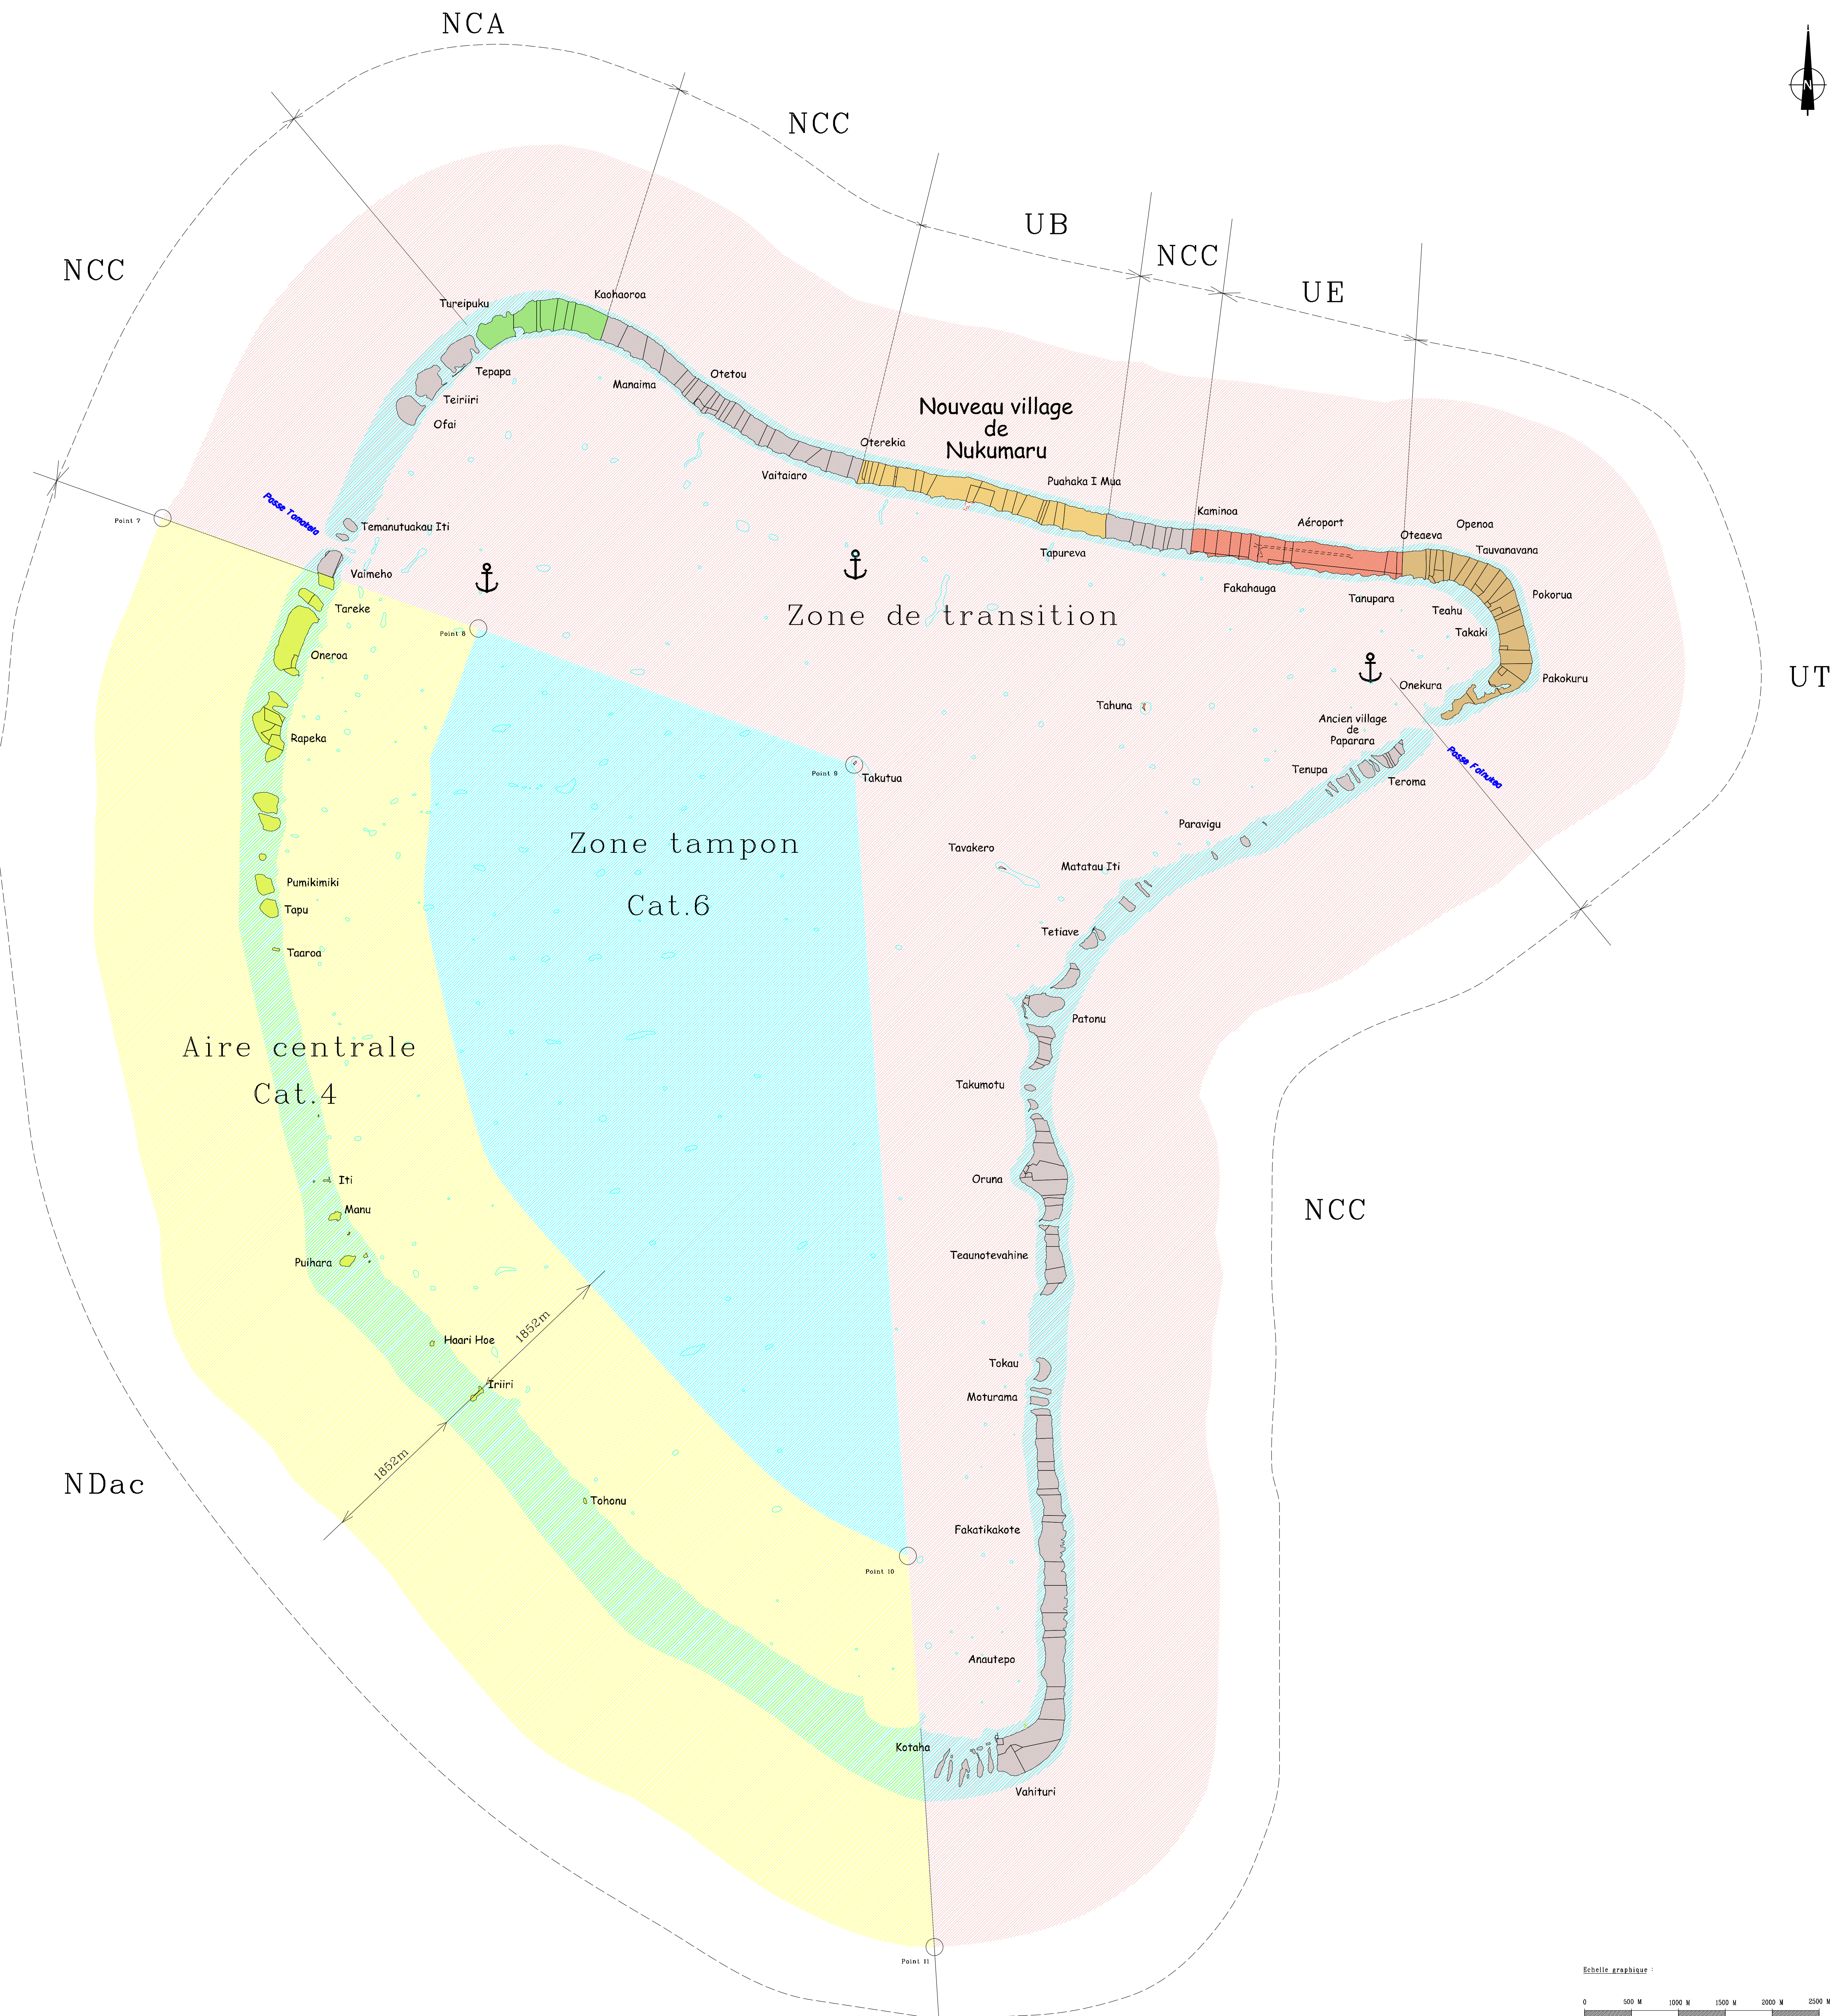 NCA
NCC
UB
NCC
NCC
UE
N
Kaohaoroa
Tureipuku
Tepapa
Otetou
Manaima
Teiriiri
Ofai
Nouveau village
de
Nukumaru
Oterekia
Vaitaiaro
Puahaka I Mua
Kaminoa
Aéroport
Openoa
Oteaeva
Tauvanavana
Passe Tamaketa
Point 7
Temanutuakau Iti
Tapureva
Vaimeho
Fakahauga
Tanupara
Pokorua
Tareke
Teahu
Zone de transition
Takaki
Point 8
Oneroa
UT
Pakokuru
Onekura
Tahuna
Ancien village
de
Paparara
Rapeka
Passe Fainukea
Tenupa
Point 9
Takutua
Teroma
Paravigu
Zone tampon
Cat.6
Tavakero
Matatau Iti
Pumikimiki
Tapu
Tetiave
Taaroa
Patonu
Aire centrale
Cat.4
Takumotu
Iti
Oruna
Manu
NCC
Teaunotevahine
Puihara
1852m
Haari Hoe
Tokau
Iriiri
Moturama
1852m
NDac
Tohonu
Fakatikakote
Point 10
Anautepo
Kotaha
Vahituri
Point 11
Echelle graphique :
0 500 M 1000 M 1500 M 2000 M 2500 M